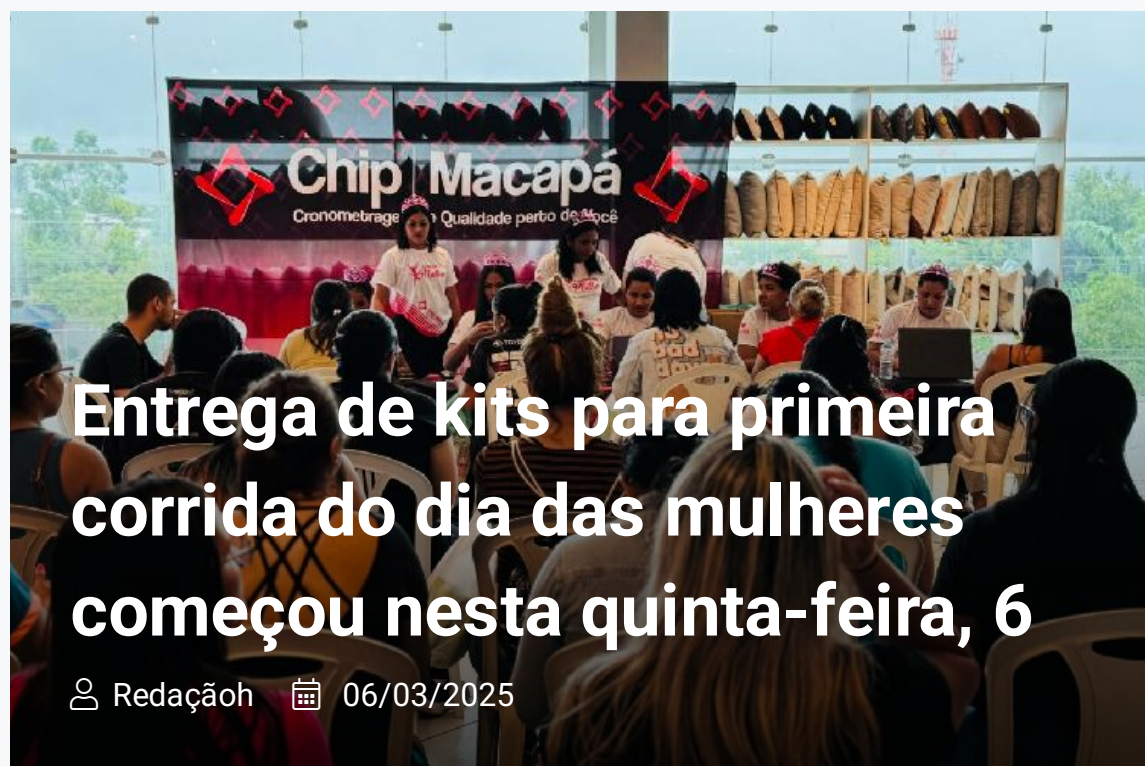 Chip Macapá
Cronometrage Qualidade perto de Você
Entrega de kits para primeira
corrida do dia das mulheres
começou nesta quinta-feira, 6
Redaçãoh 06/03/2025